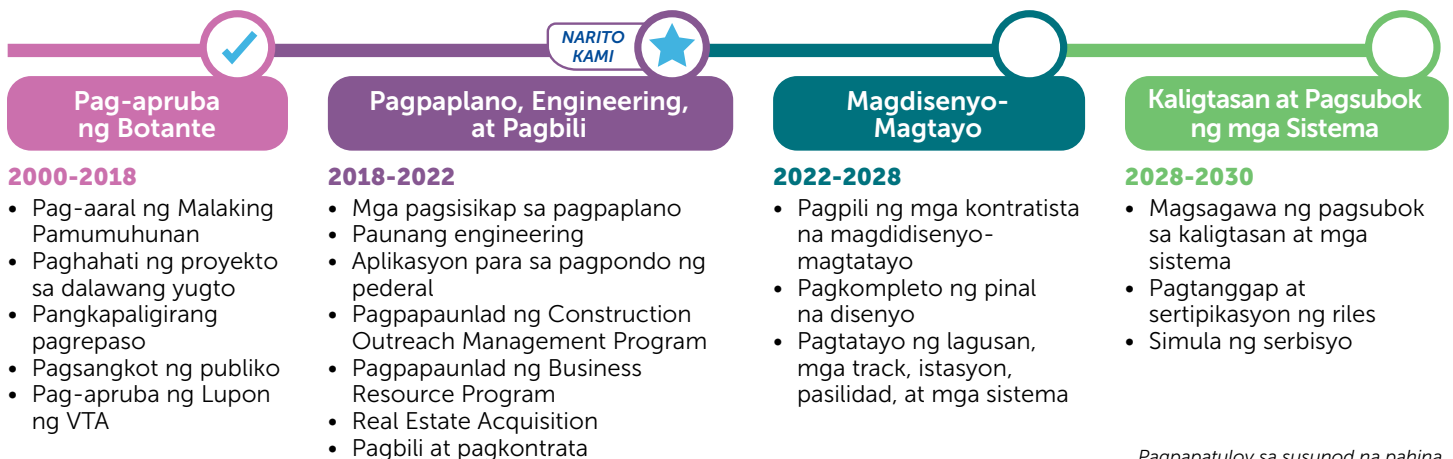 NARITO
KAMI
Pag-apruba
ng Botante
2000-2018
• Pag-aaral ng Malaking
Pamumuhunan
• Paghahati ng proyekto
sa dalawang yugto
• Pangkapaligirang
pagrepaso
• Pagsangkot ng publiko
• Pag-apruba ng Lupon
ng VTA
Pagpaplano, Engineering,
at Pagbili
2018-2022
• Mga pagsisikap sa pagpaplano
• Paunang engineering
• Aplikasyon para sa pagpondo ng
pederal
• Pagpapaunlad ng Construction
Outreach Management Program
• Pagpapaunlad ng Business
Resource Program
• Real Estate Acquisition
• Pagbili at pagkontrata
Magdisenyo-
Magtayo
2022-2028
• Pagpili ng mga kontratista
na magdidisenyo-
magtatayo
• Pagkompleto ng pinal
na disenyo
• Pagtatayo ng lagusan,
mga track, istasyon,
pasilidad, at mga sistema
Kaligtasan at Pagsubok
ng mga Sistema
2028-2030
• Magsagawa ng pagsubok
sa kaligtasan at mga
sistema
• Pagtanggap at
sertipikasyon ng riles
• Simula ng serbisyo
Pagpapatuloy sa susunod na pahina